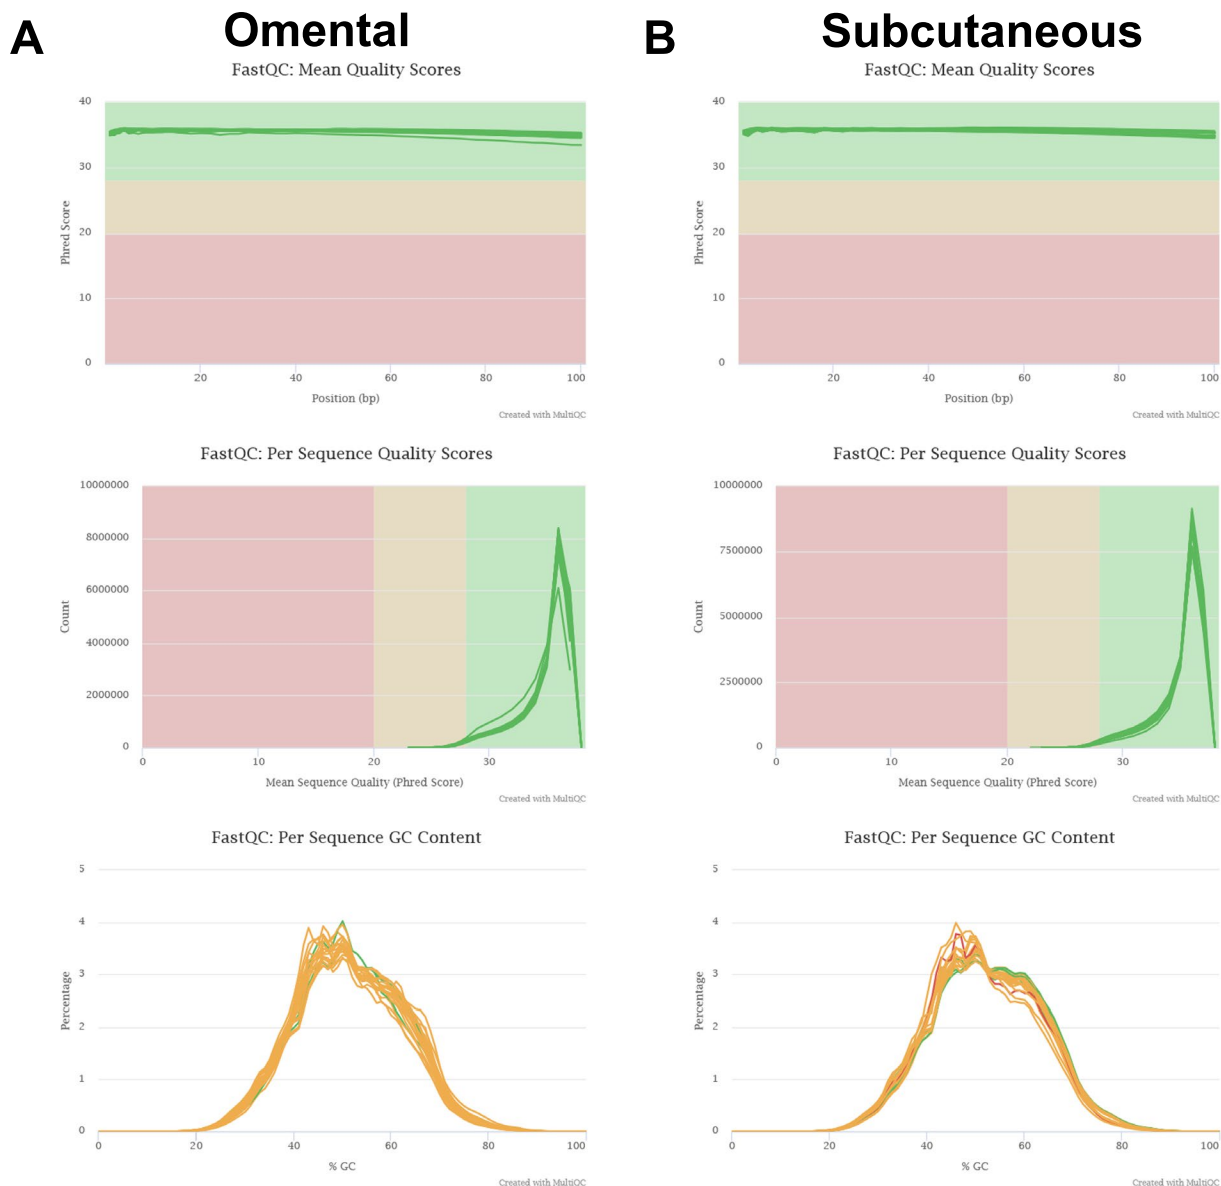 A
Omental
FastQC: Mean Quality Scores
40
30
20
10
0
Phred Score
20 40 60 80 100
Position (bp)
Created with MultiQC
FastQC: Per Sequence Quality Scores
10000000
8000000
6000000
4000000
2000000
0
Count
0 10 20 30
Mean Sequence Quality (Phred Score)
Created with MultiQC
FastQC: Per Sequence GC Content
5
4
3
2
1
0
Percentage
0 20 40 60 80 100
% GC
Created with MultiQC
B
Subcutaneous
FastQC: Mean Quality Scores
40
30
20
10
0
Phred Score
20 40 60 80 100
Position (bp)
Created with MultiQC
FastQC: Per Sequence Quality Scores
10000000
7500000
5000000
2500000
0
Count
0 10 20 30
Mean Sequence Quality (Phred Score)
Created with MultiQC
FastQC: Per Sequence GC Content
5
4
3
2
1
0
Percentage
0 20 40 60 80 100
% GC
Created with MultiQC